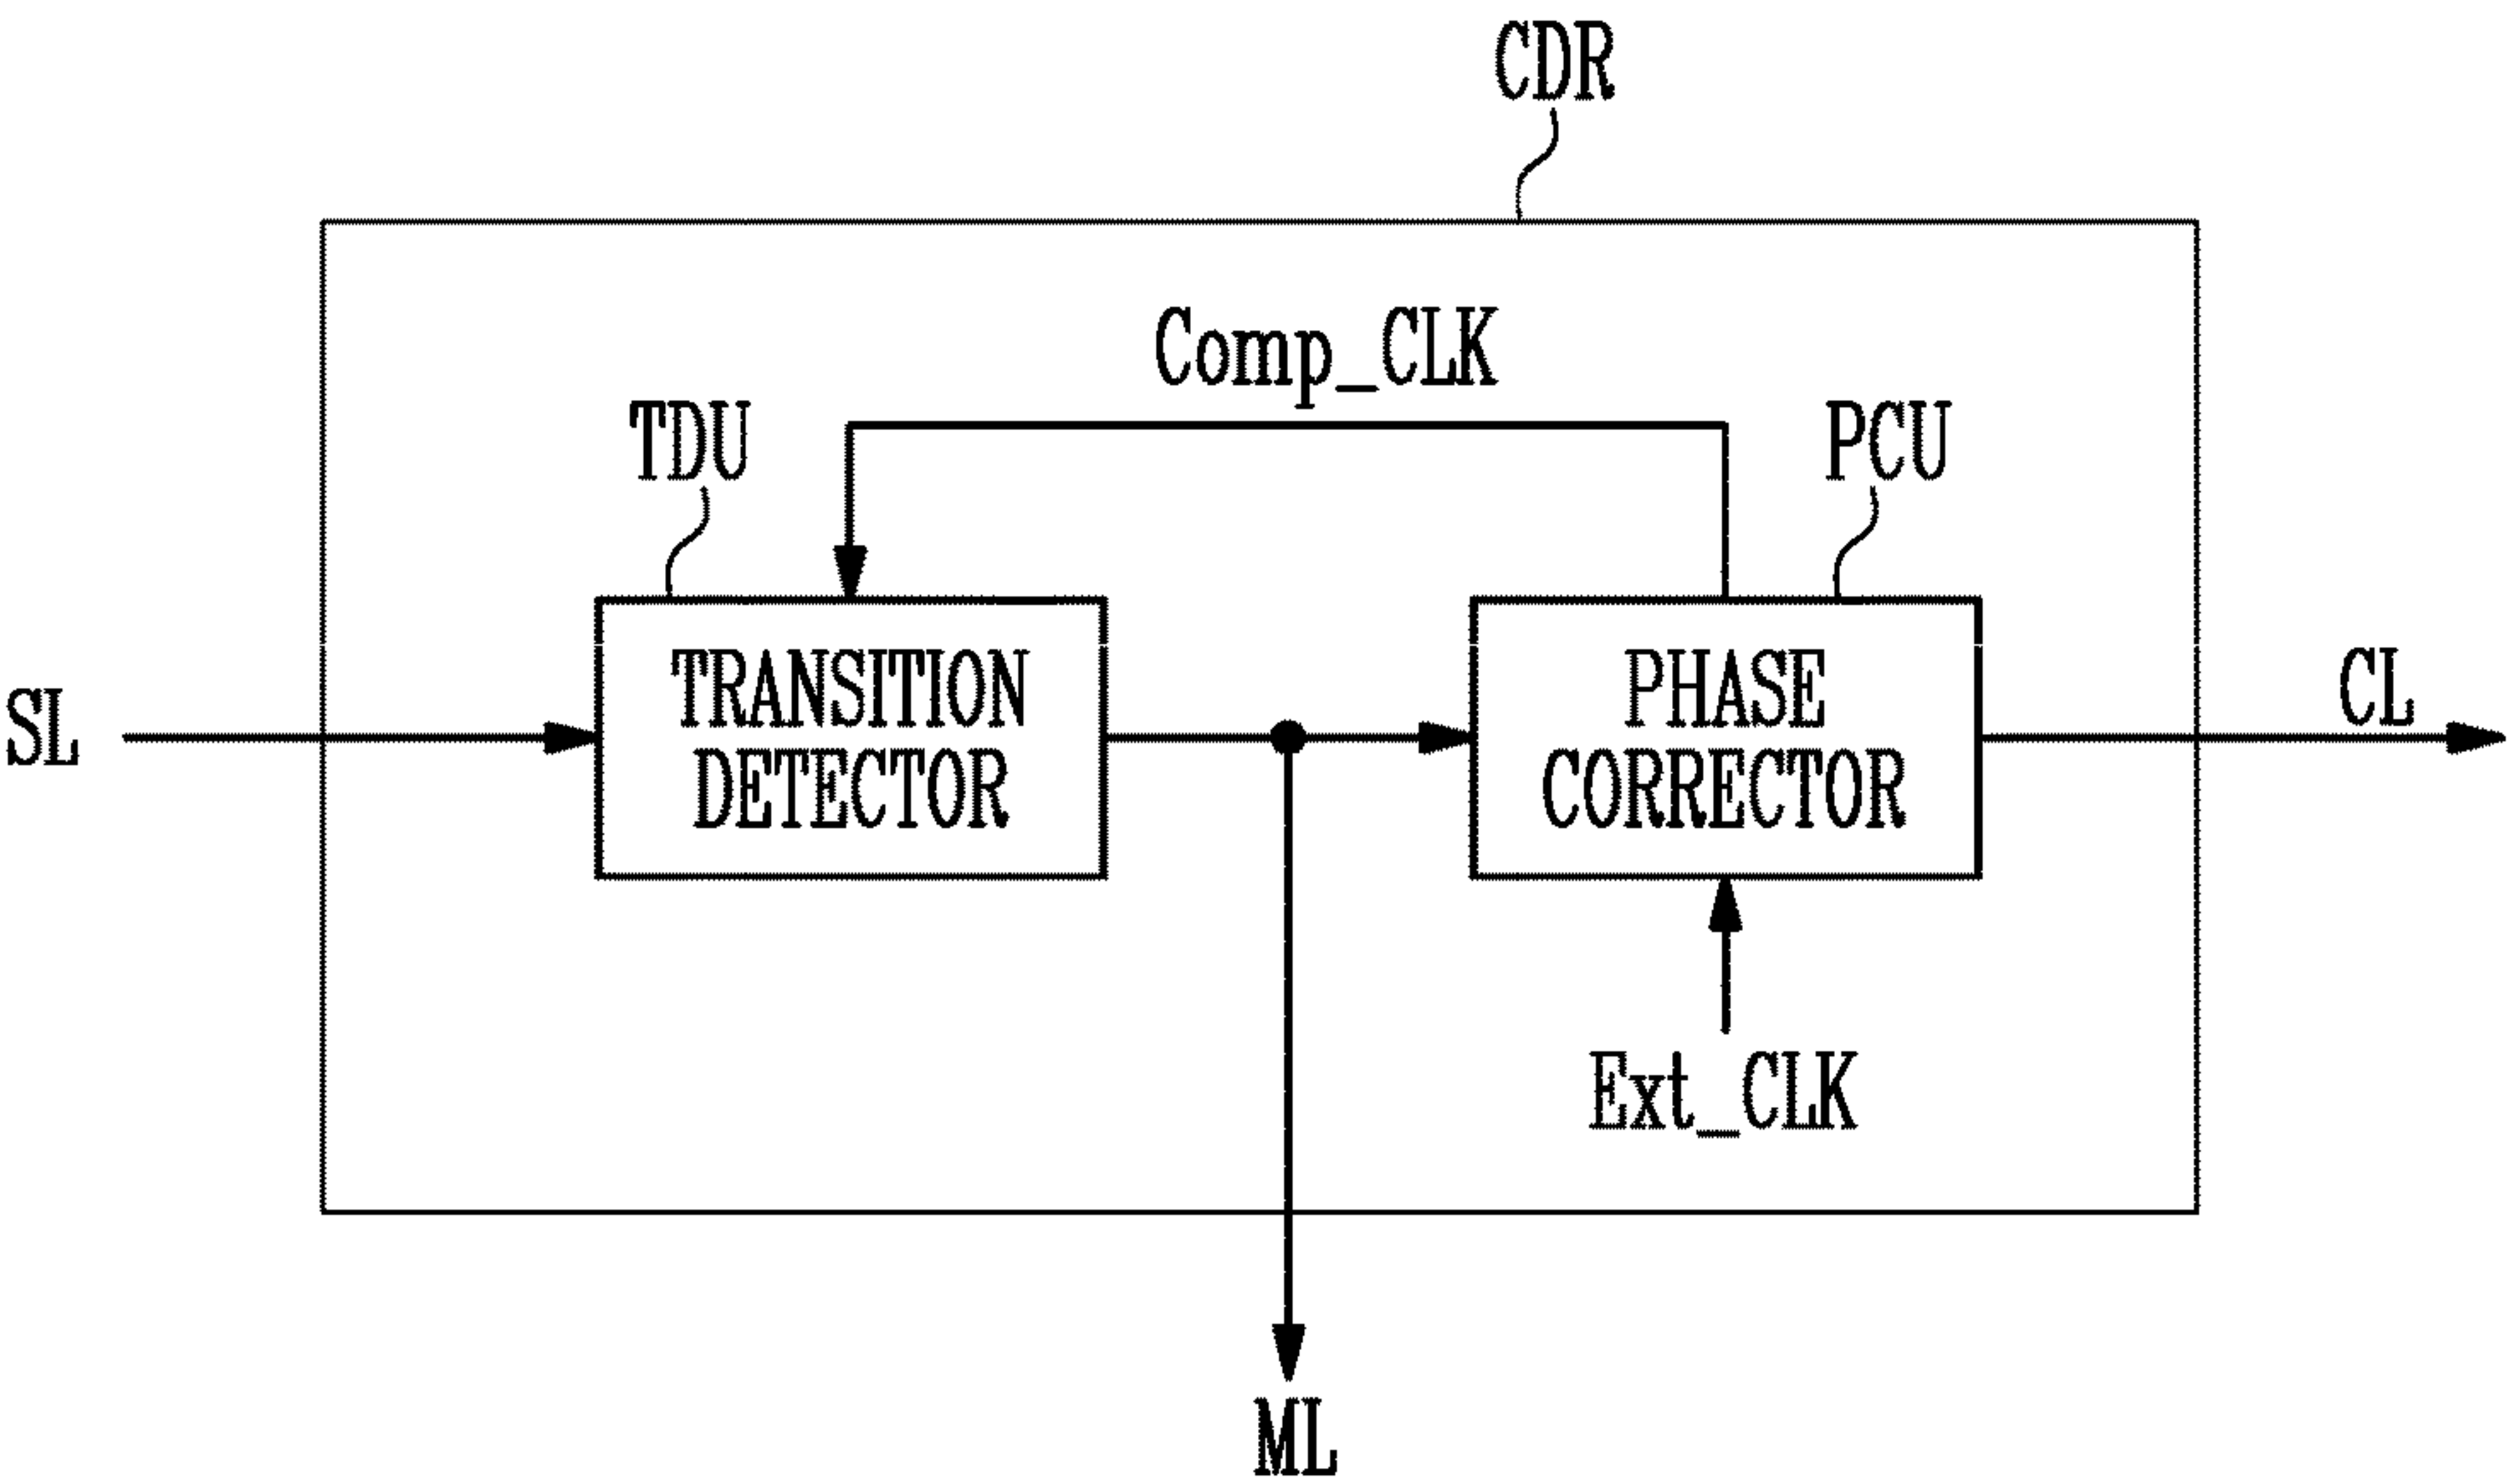 CDR
Comp_CLK
TDU
PCU
SL
TRANSITION
DETECTOR
PHASE
CORRECTOR
CL
Ext_CLK
ML